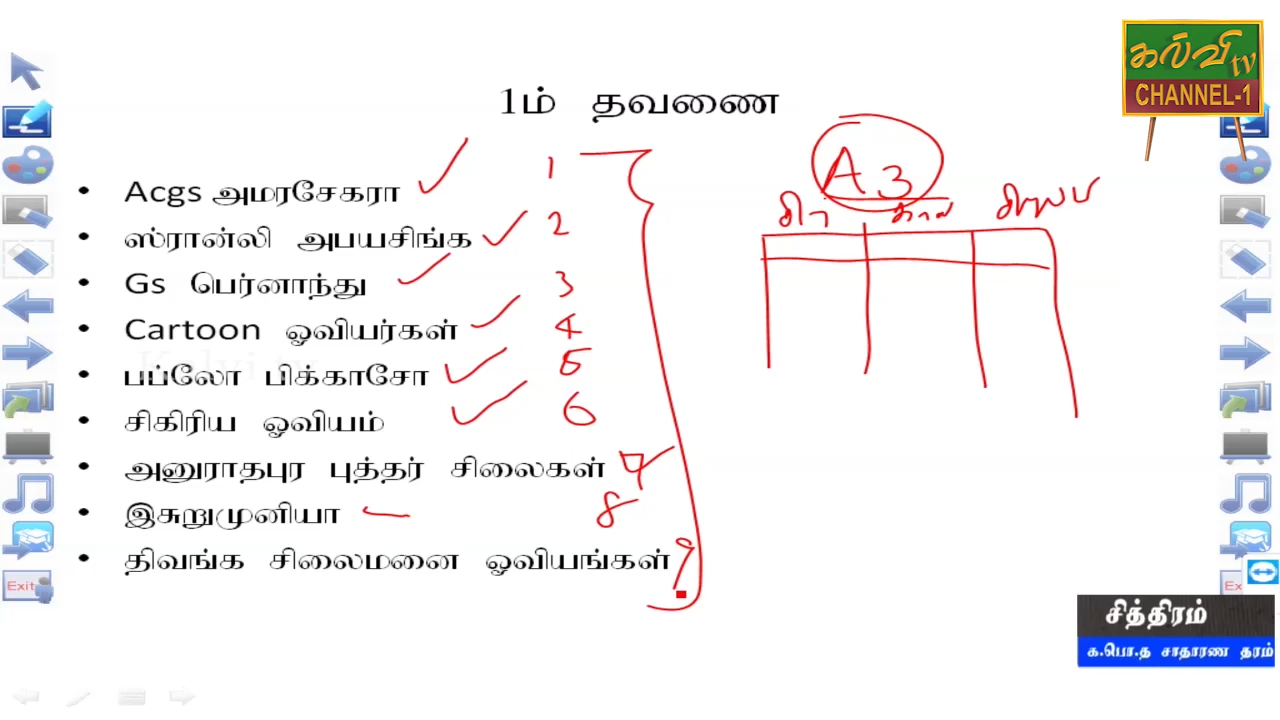 கல்வி
tv
CHANNEL-1
1ம் தவணை
A3
• Acgs அமரசேகரா 1
• ஸ்ரான்லி அபயசிங்க 2
• Gs பெர்னாந்து 3
• Cartoon ஓவியர்கள் 4
• பப்லோ பிக்காசோ 5
• சிகிரிய ஓவியம் 6
• அனுராதபுர புத்தர் சிலைகள் 7
• இசுறுமுனியா 8
• திவங்க சிலைமனை ஓவியங்கள் 9
Kalvi tv
Exit
சித்திரம்
க.பொ.த சாதாரண தரம்